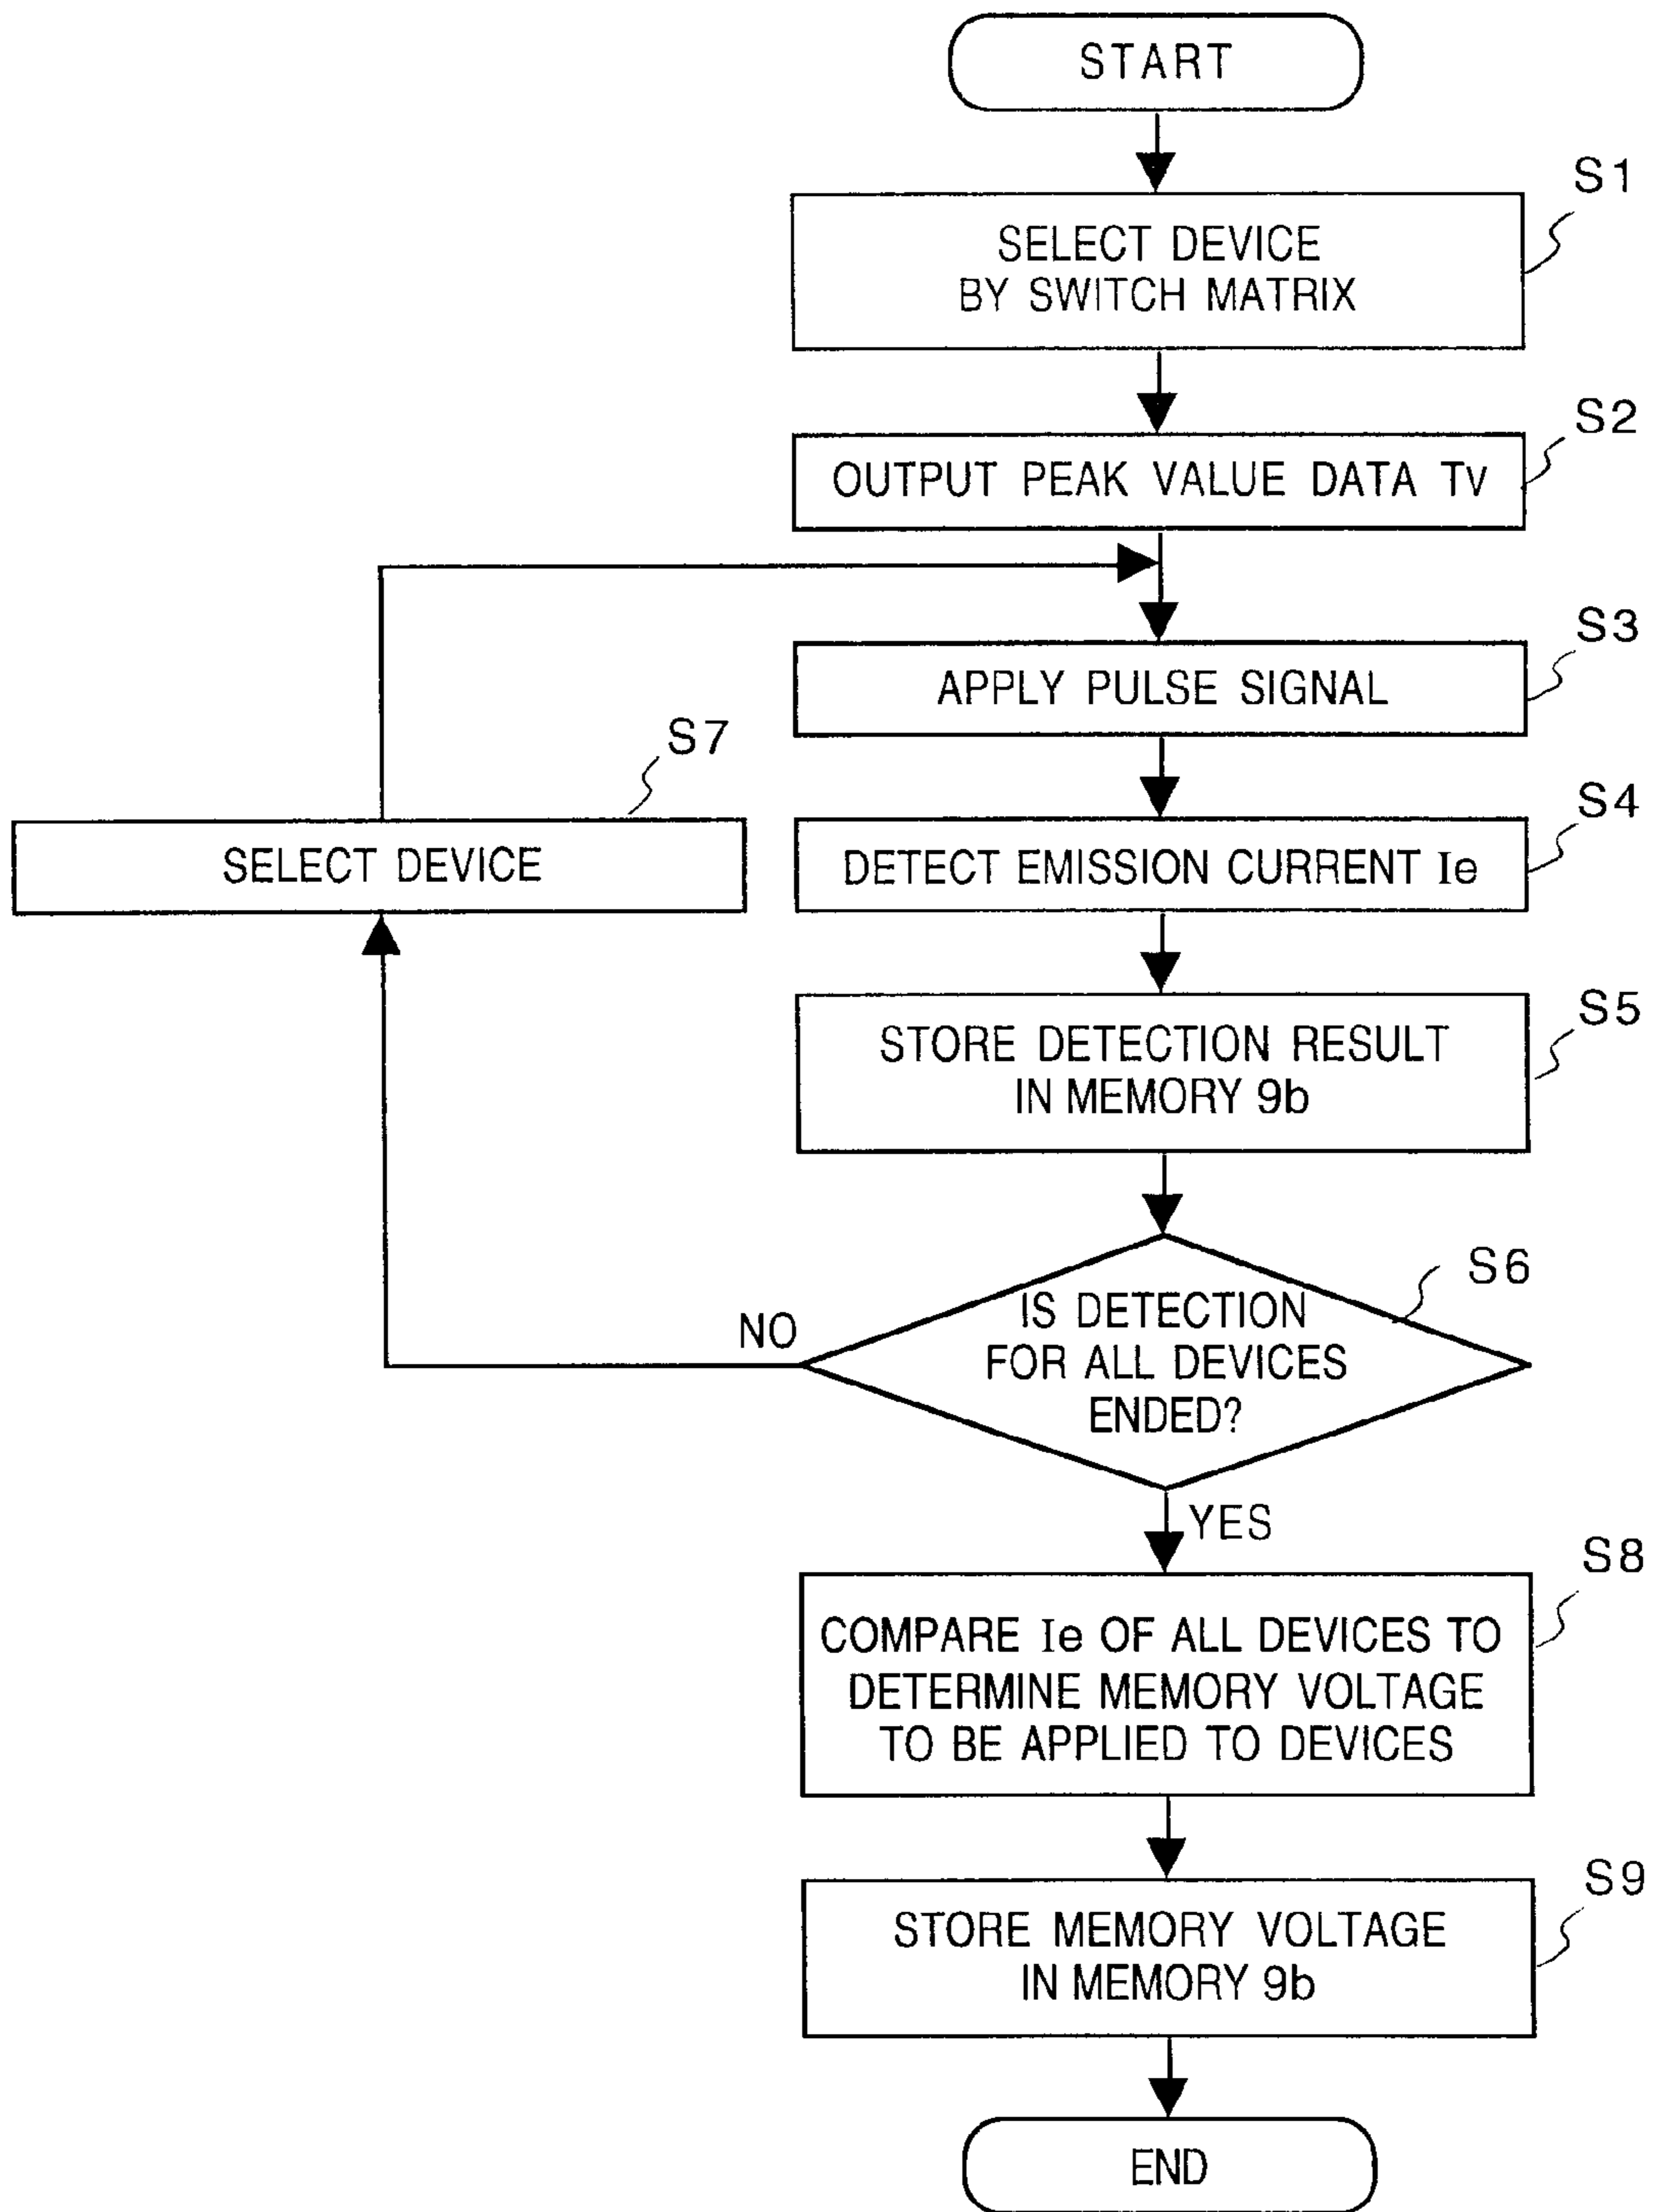 START
S1
SELECT DEVICE
BY SWITCH MATRIX
S2
OUTPUT PEAK VALUE DATA Tv
S3
APPLY PULSE SIGNAL
S7
SELECT DEVICE
S4
DETECT EMISSION CURRENT Ie
S5
STORE DETECTION RESULT
IN MEMORY 9b
S6
IS DETECTION
FOR ALL DEVICES
ENDED?
NO
YES
S8
COMPARE Ie OF ALL DEVICES TO
DETERMINE MEMORY VOLTAGE
TO BE APPLIED TO DEVICES
S9
STORE MEMORY VOLTAGE
IN MEMORY 9b
END